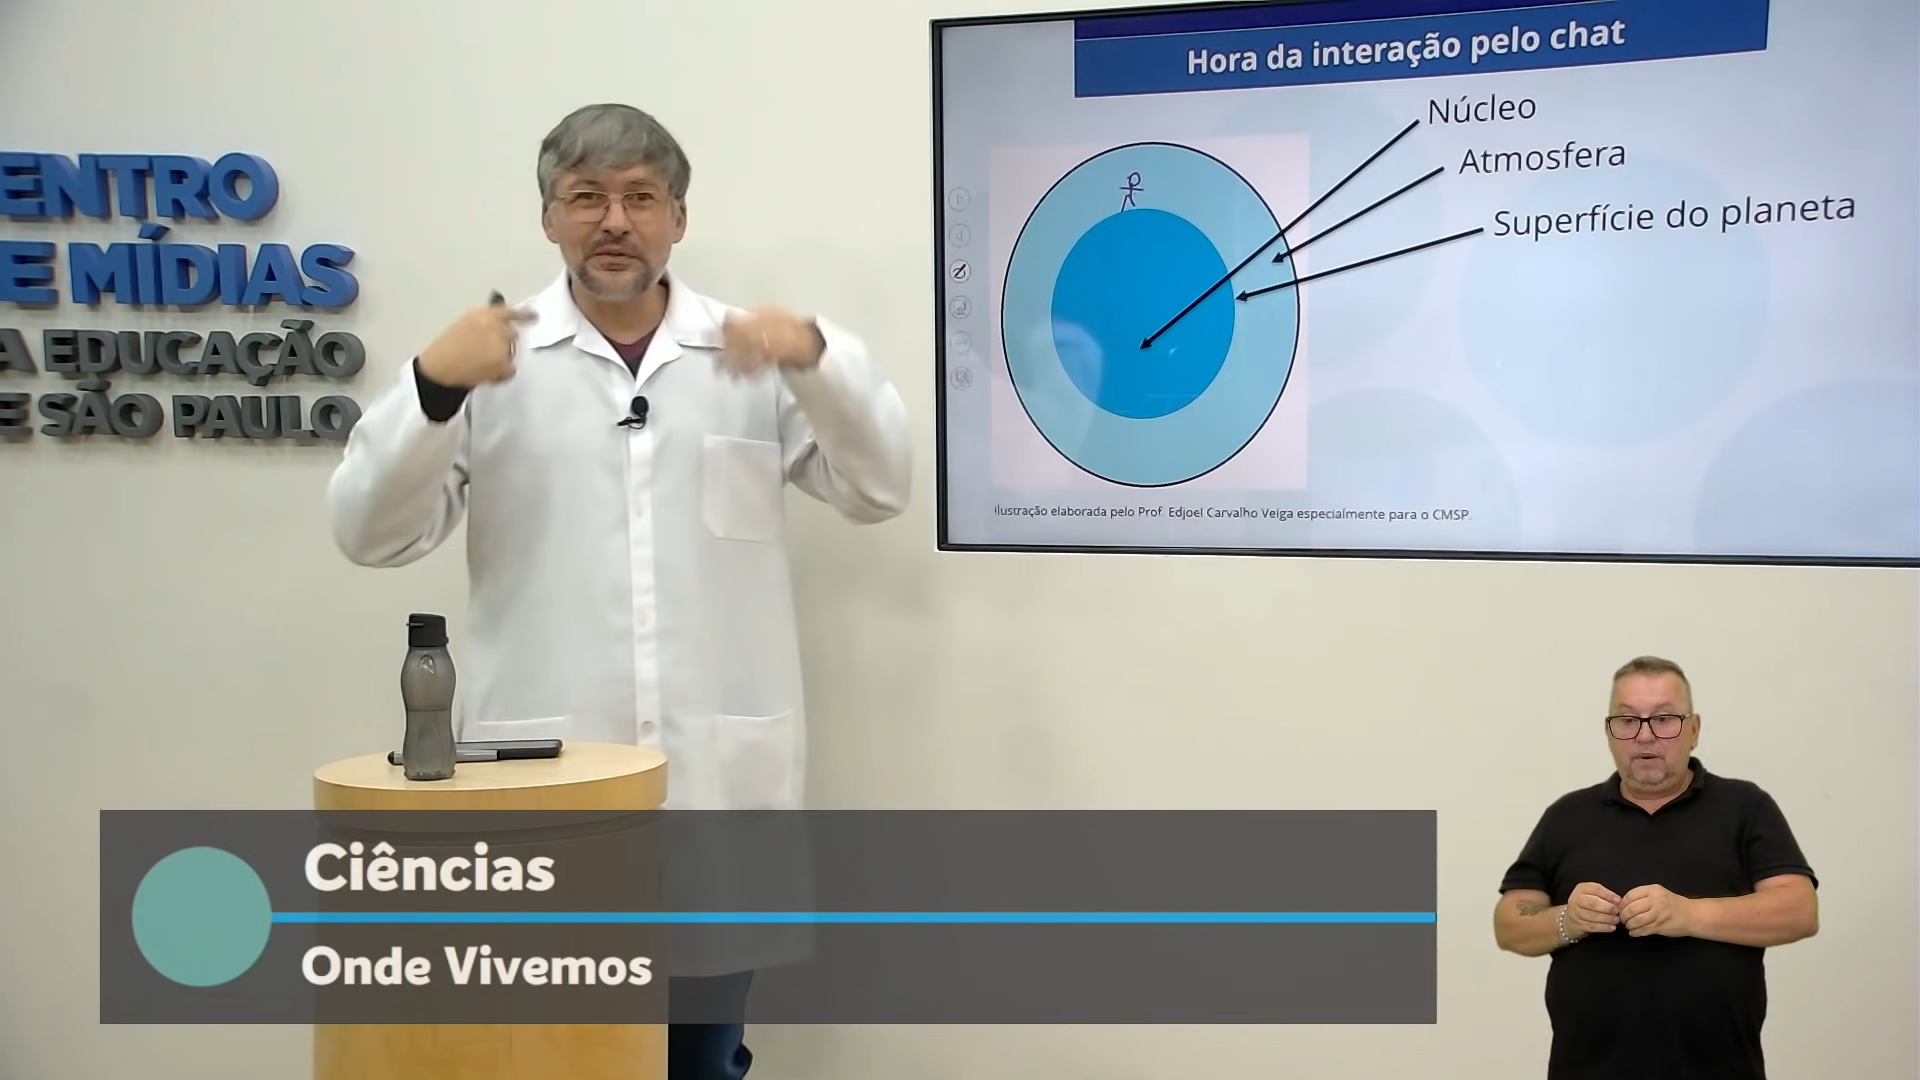 ENTRO
E MÍDIAS
A EDUCAÇÃO
E SÃO PAULO
Hora da interação pelo chat
Núcleo
Atmosfera
Superfície do planeta
Ilustração elaborada pelo Prof. Edjoel Carvalho Veiga especialmente para o CMSP.
Ciências
Onde Vivemos